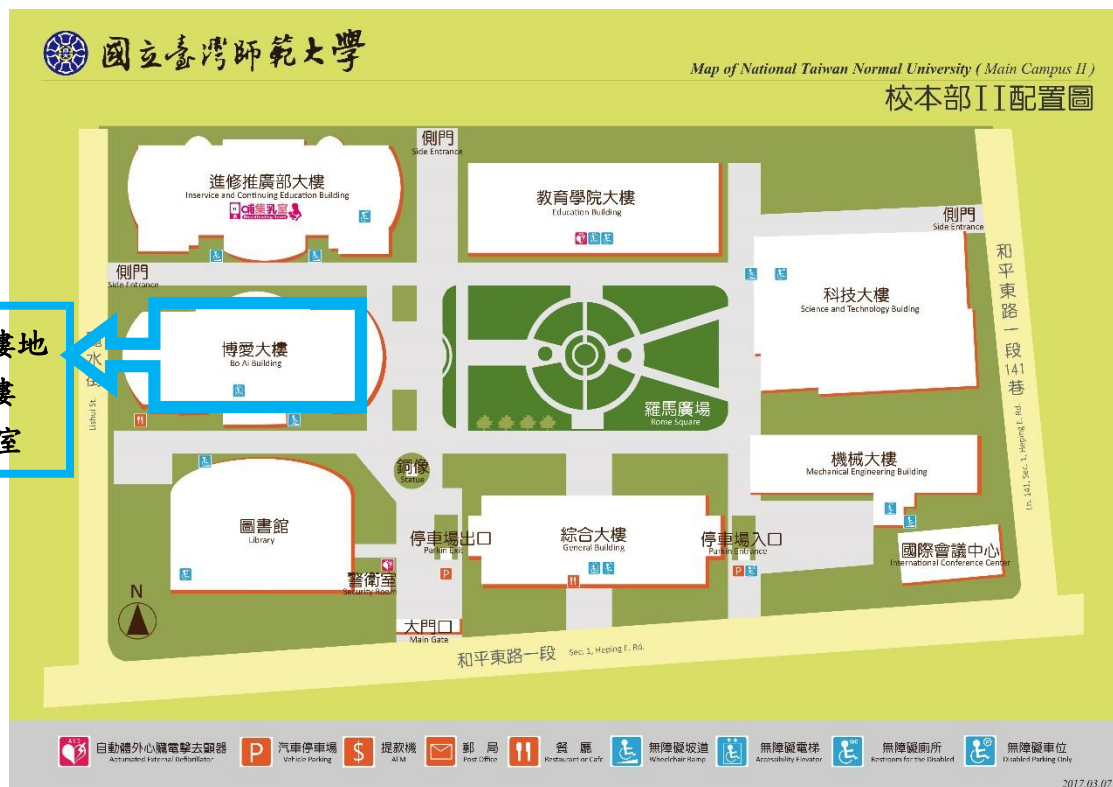 國立臺灣師範大學
Map of National Taiwan Normal University ( Main Campus II )
校本部II配置圖
側門
Side Entrance
進修推廣部大樓
Inservice and Continuing Education Building
哺集乳室
教育學院大樓
Education Building
側門
Side Entrance
側門
Side Entrance
科技大樓
Science and Technology Building
和平東路一段141巷
Ln. 141, Sec. 1, Heping E. Rd.
樓地
樓
室
水街
Lishui St.
博愛大樓
Bo Ai Building
羅馬廣場
Rome Square
機械大樓
Mechanical Engineering Building
銅像
Statue
圖書館
Library
停車場出口
Parkin Exit
綜合大樓
General Building
停車場入口
Parkin Entrance
國際會議中心
International Conference Center
警衛室
Security Room
N
P
P
大門口
Main Gate
和平東路一段 Sec. 1, Heping E. Rd.
自動體外心臟電擊去顫器
Automated External Defibrillator
P 汽車停車場
Vehicle Parking
$ 提款機
ATM
郵局
Post Office
餐廳
Restaurant or Cafe
無障礙坡道
Wheelchair Ramp
無障礙電梯
Accessibility Elevator
無障礙廁所
Restroom for the Disabled
無障礙車位
Disabled Parking Only
2017.03.07